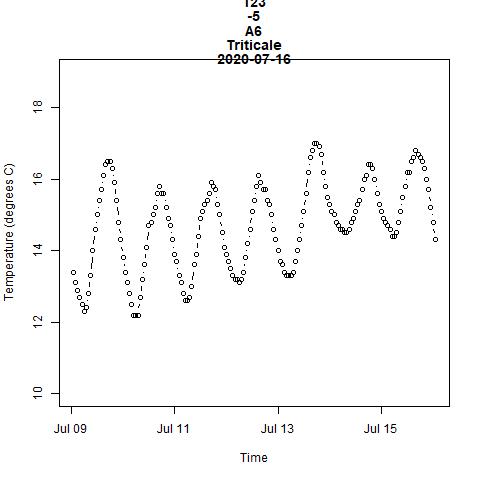 123
-5
A6
Triticale
2020-07-16
Temperature (degrees C)
18
16
14
12
10
Jul 09
Jul 11
Jul 13
Jul 15
Time